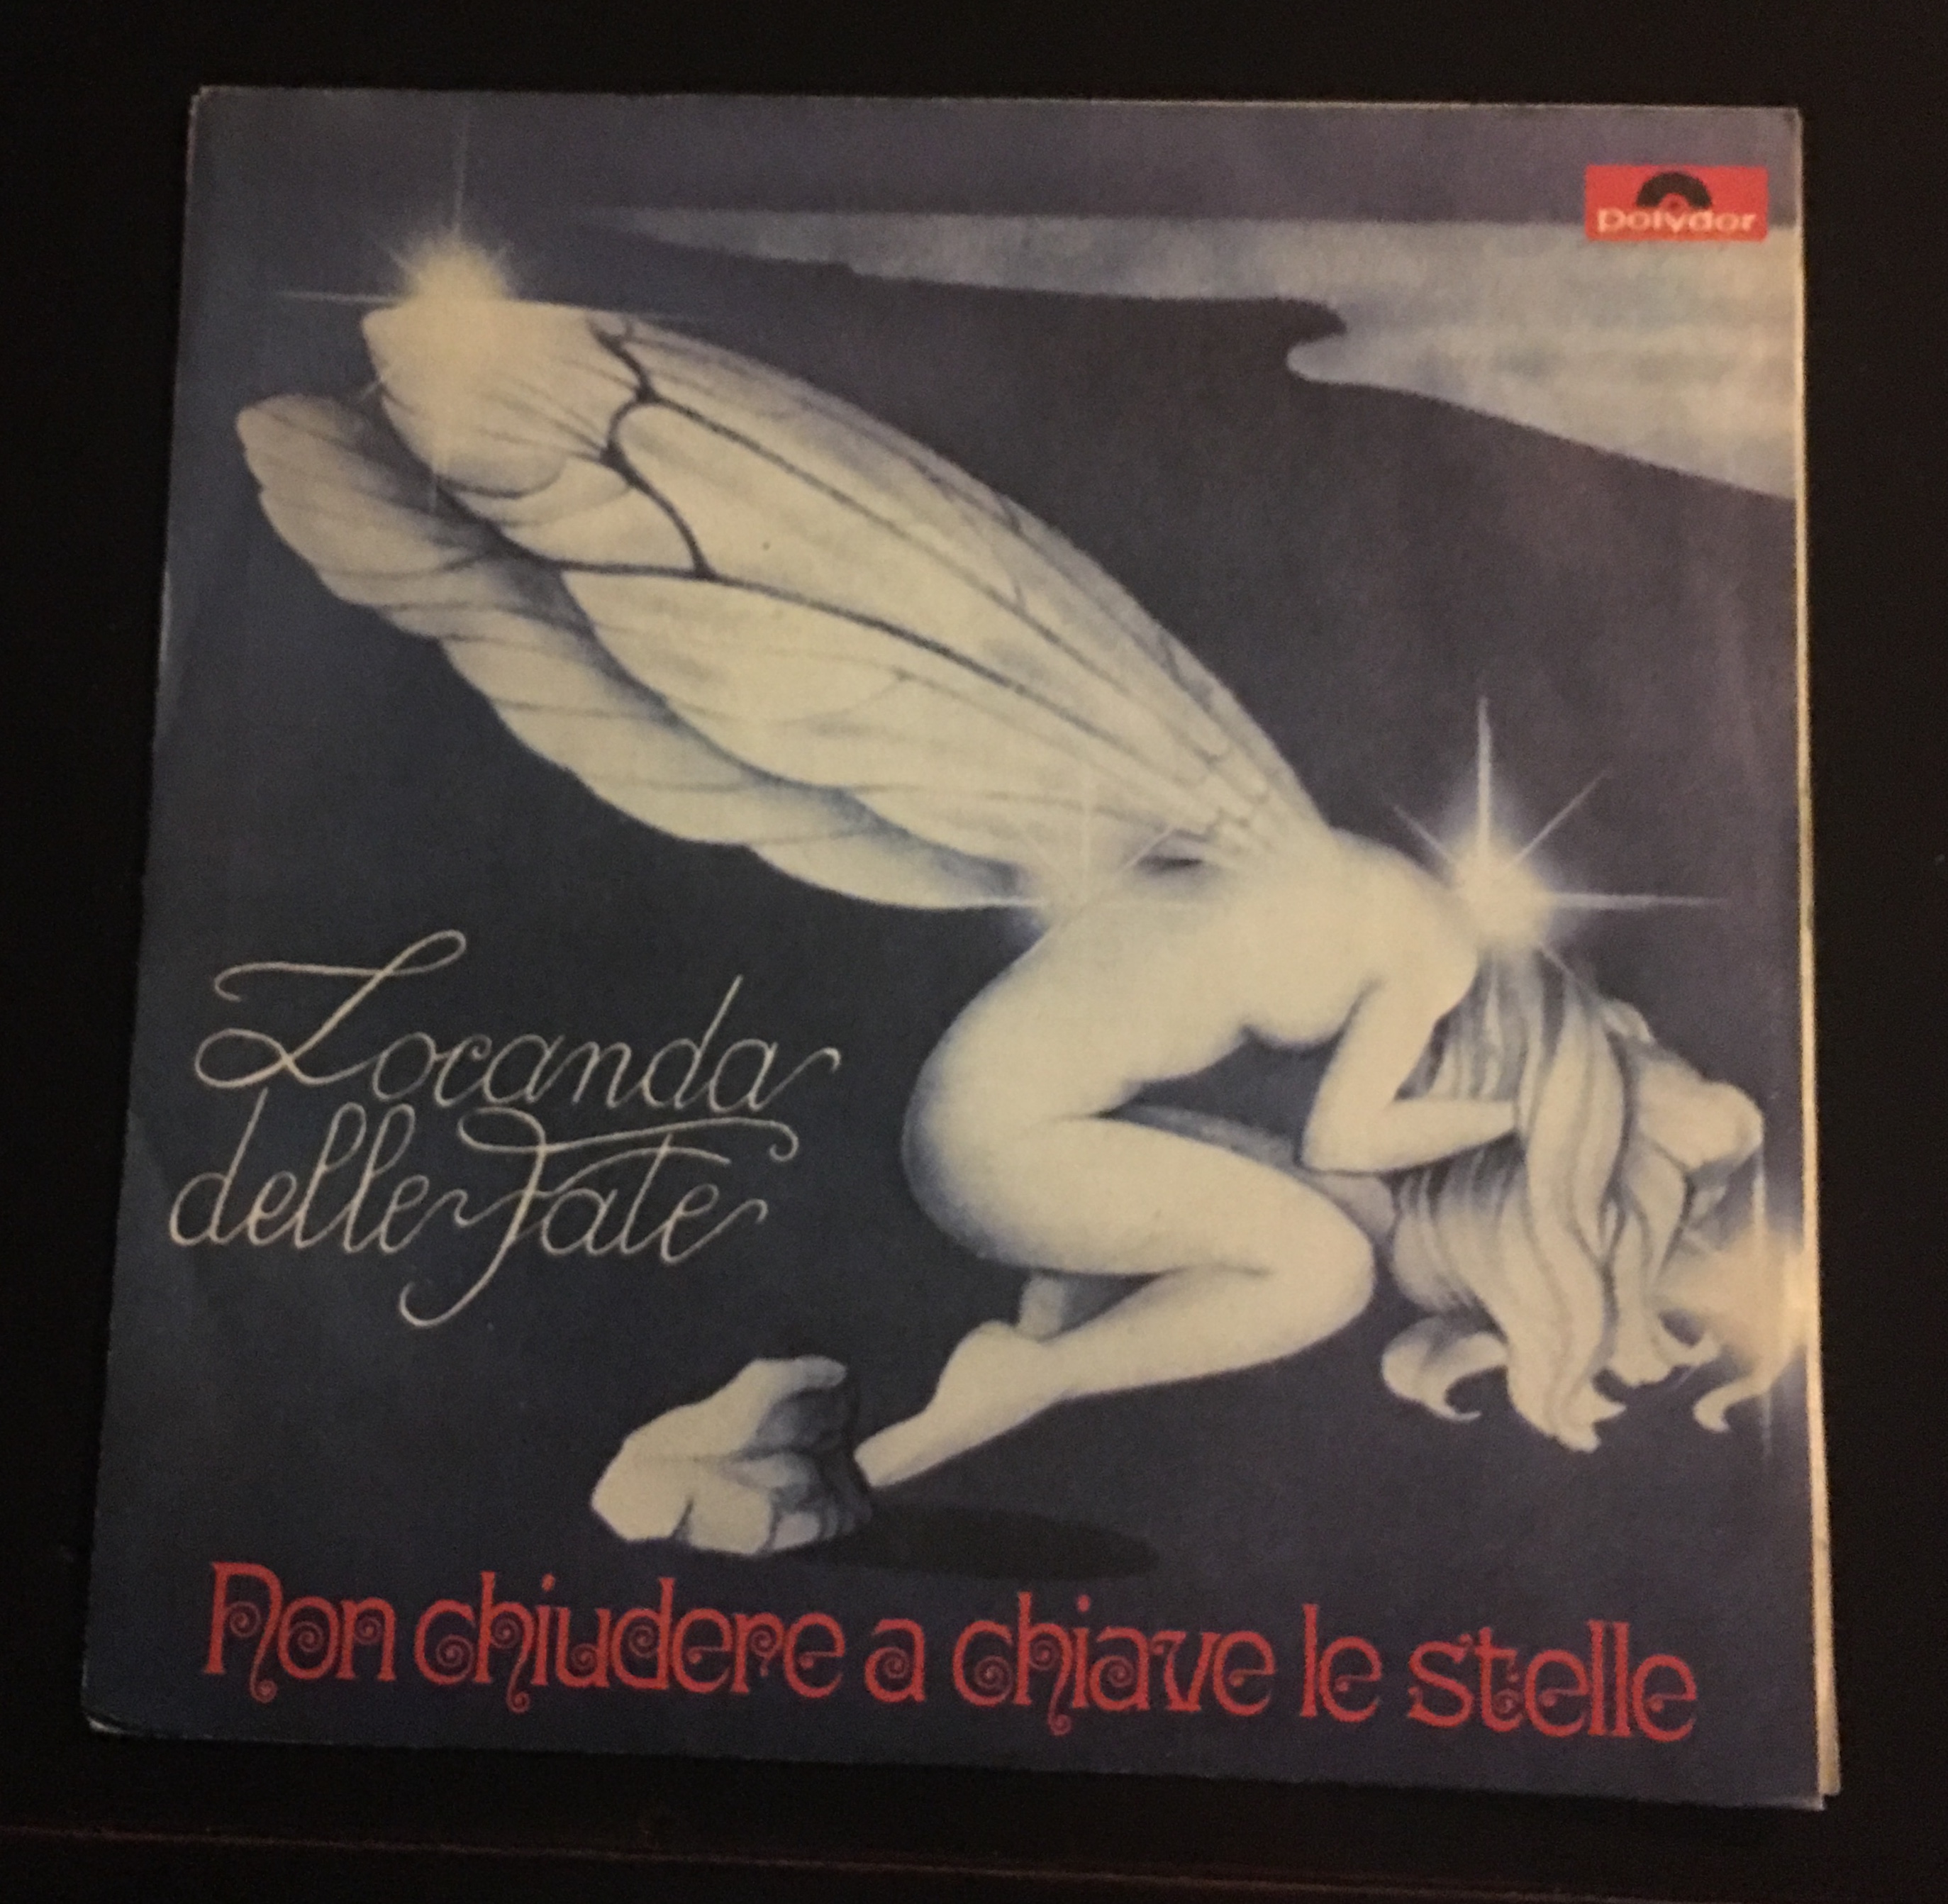 polydor
Locanda
delle Fate
Non chiudere a chiave le stelle